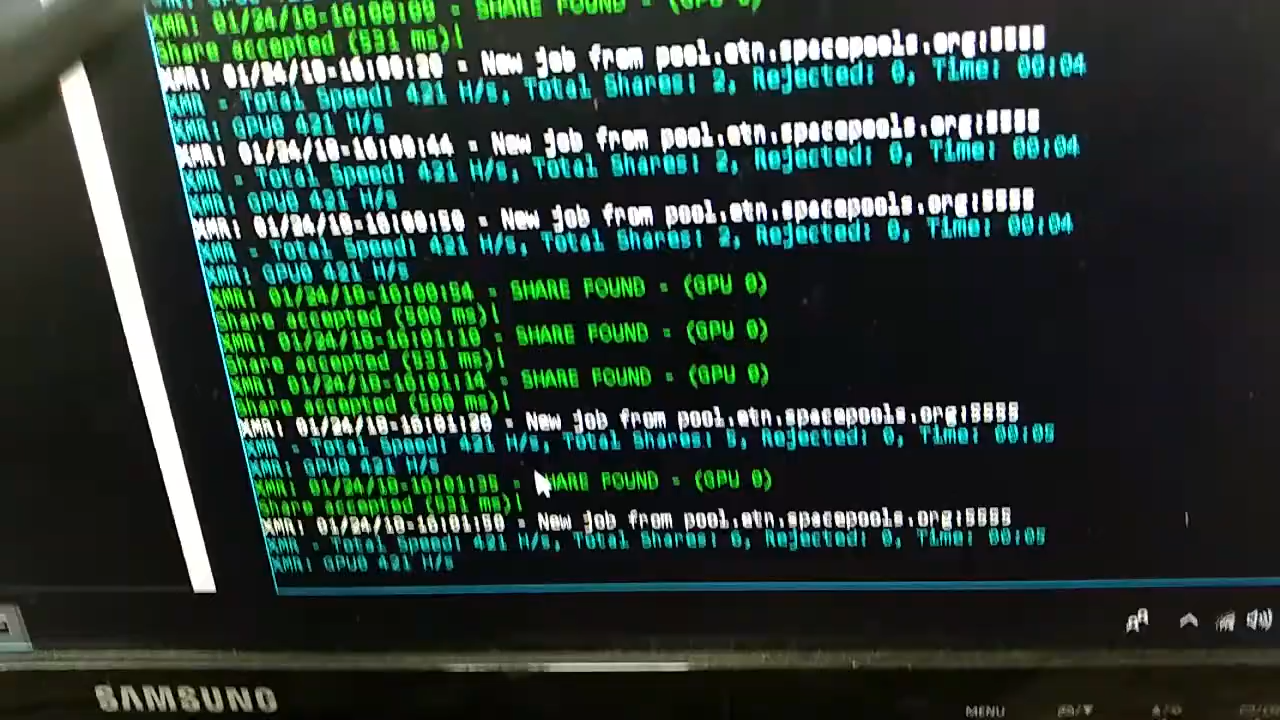 XMR: 01/24/18-16:00:00 - SHARE FOUND - (GPU 0)
Share accepted (531 ms)!
XMR: 01/24/18-16:00:20 - New job from pool.etn.spacepools.org:5555
XMR - Total Speed: 421 H/s, Total Shares: 2, Rejected: 0, Time: 00:04
XMR: GPU0 421 H/s
XMR: 01/24/18-16:00:44 - New job from pool.etn.spacepools.org:5555
XMR - Total Speed: 421 H/s, Total Shares: 2, Rejected: 0, Time: 00:04
XMR: GPU0 421 H/s
XMR: 01/24/18-16:00:50 - New job from pool.etn.spacepools.org:5555
XMR - Total Speed: 421 H/s, Total Shares: 2, Rejected: 0, Time: 00:04
XMR: GPU0 421 H/s
XMR: 01/24/18-16:00:54 - SHARE FOUND - (GPU 0)
Share accepted (500 ms)!
XMR: 01/24/18-16:01:10 - SHARE FOUND - (GPU 0)
Share accepted (531 ms)!
XMR: 01/24/18-16:01:14 - SHARE FOUND - (GPU 0)
Share accepted (500 ms)!
XMR: 01/24/18-16:01:20 - New job from pool.etn.spacepools.org:5555
XMR - Total Speed: 421 H/s, Total Shares: 5, Rejected: 0, Time: 00:05
XMR: GPU0 421 H/s
XMR: 01/24/18-16:01:35 - SHARE FOUND - (GPU 0)
Share accepted (531 ms)!
XMR: 01/24/18-16:01:50 - New job from pool.etn.spacepools.org:5555
XMR - Total Speed: 421 H/s, Total Shares: 6, Rejected: 0, Time: 00:05
XMR: GPU0 421 H/s
SAMSUNG
MENU